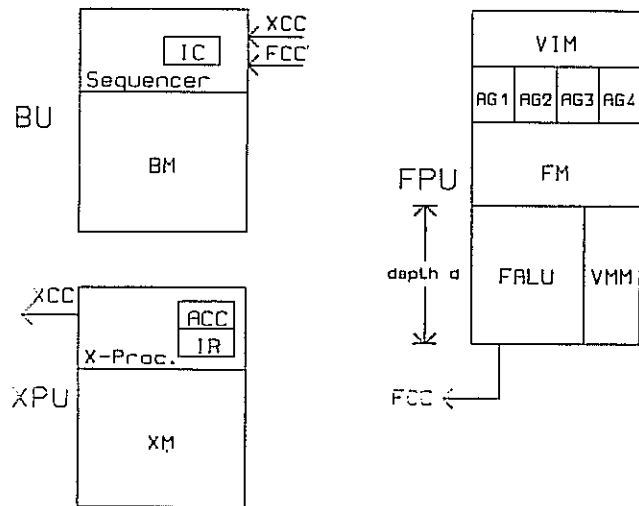 XCC
IC
FCC'
Sequencer
BU
BM
XCC
ACC
IR
X-Proc.
XPU
XM
VIM
AG1 AG2 AG3 AG4
FPU
FM
depth d
FALU
VMM
FCC